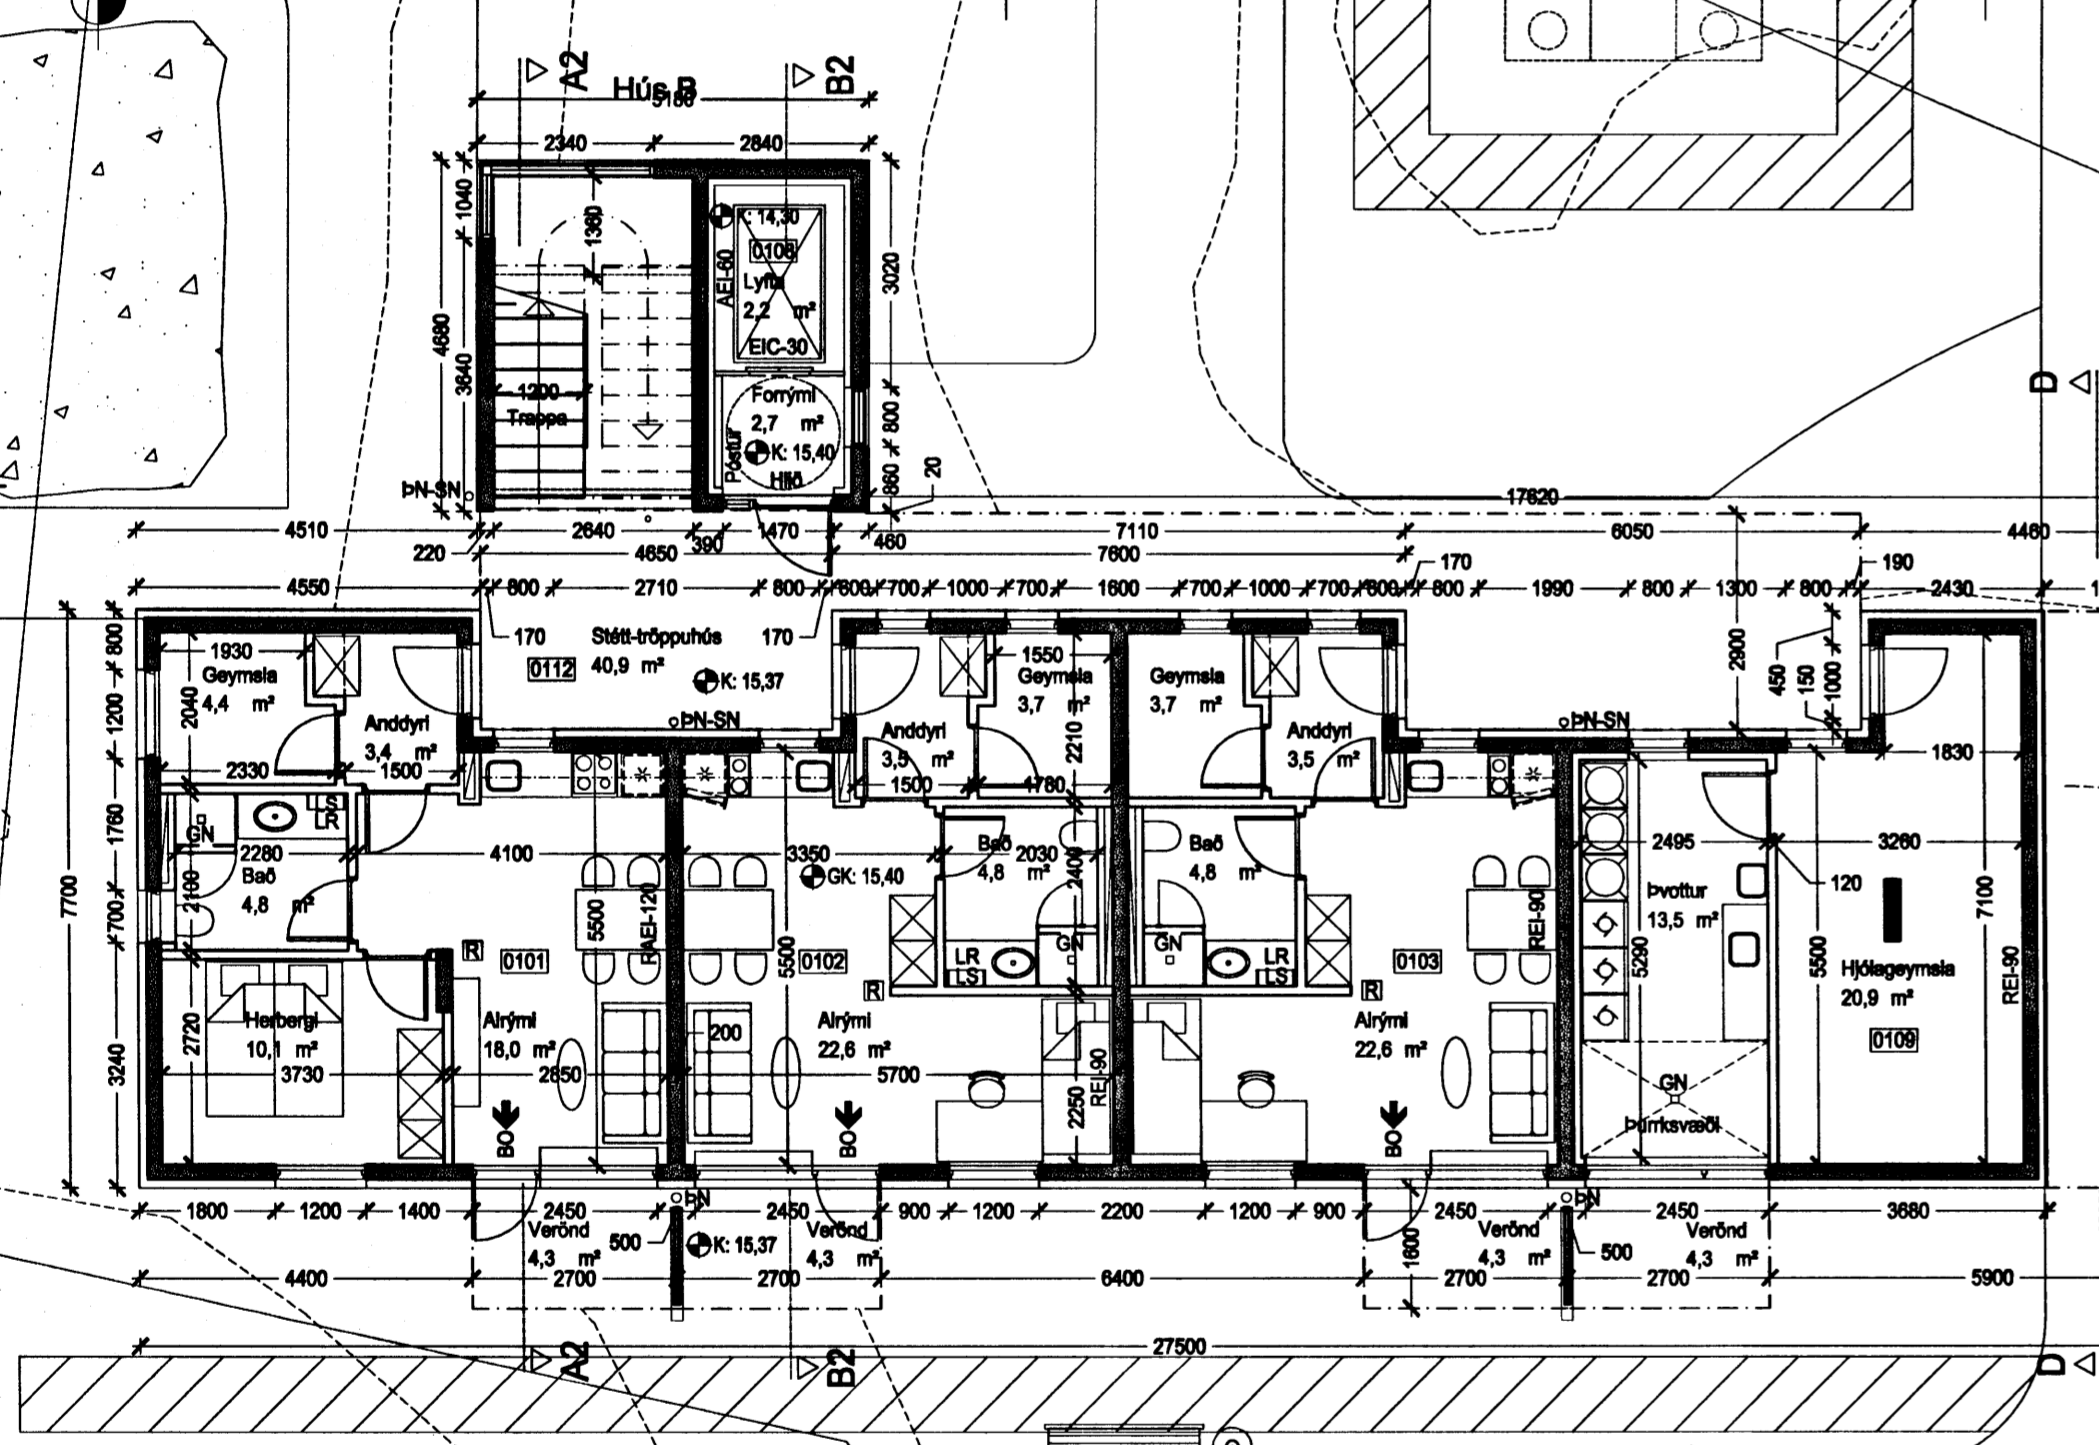 A2
Hús B
B2
5180
2340
2840
1040
1360
K: 14,30
0108
AEI-60
Lyfta
2,2 m²
EIC-30
3020
4680
3640
1200
Trappa
Forrými
2,7 m²
K: 15,40
Hlið
Póstur
800
860
20
D
ÞN-SN
17620
4510
2640
1470
7110
6050
4460
220
4650
390
460
7600
170
190
4550
800
2710
800
600
700
1000
700
1600
700
1000
700
800
800
1990
800
1300
800
2430
170
Stétt-tröppuhús
170
0112
40,9 m²
K: 15,37
ÞN-SN
2900
450
150
1000
ÞN-SN
800
1930
Geymsla
4,4 m²
2040
Anddyri
3,4 m²
2330
1500
1200
Anddyri
3,5 m²
1500
1550
Geymsla
3,7 m²
2210
1780
Geymsla
3,7 m²
Anddyri
3,5 m²
1830
1760
GN
LS
LR
2280
Bað
4,8 m²
2100
700
7700
4100
5500
RAEI-120
3350
GK: 15,40
2030
Bað
4,8 m²
2400
Bað
4,8 m²
REI-90
2495
Þvottur
13,5 m²
3260
120
7100
5500
5290
R
0101
0102
R
LR
LS
GN
GN
LR
LS
R
0103
5500
Hjólageymsla
20,9 m²
REI-90
0109
Herbergi
10,1 m²
2720
3730
3240
Alrými
18,0 m²
2850
200
Alrými
22,6 m²
5700
REI-90
2250
Alrými
22,6 m²
GN
Þurrksvæði
BO
BO
BO
1800
1200
1400
2450
ÞN
2450
900
1200
2200
1200
900
2450
ÞN
2450
3680
Verönd
4,3 m²
500
K: 15,37
Verönd
4,3 m²
1600
Verönd
4,3 m²
500
Verönd
4,3 m²
4400
2700
2700
6400
2700
2700
5900
27500
A2
B2
D